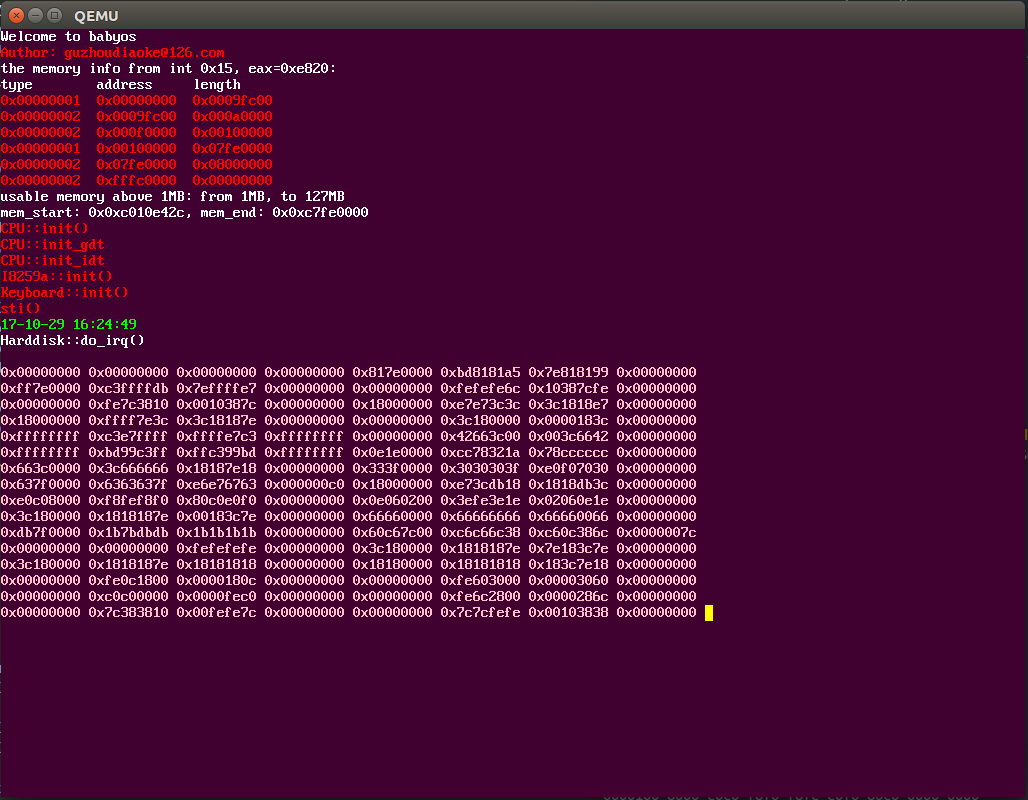 QEMU
Welcome to babyos
Author: guzhoudiaoke@126.com
the memory info from int 0x15, eax=0xe820:
type        address     length
0x00000001  0x00000000  0x0009fc00
0x00000002  0x0009fc00  0x000a0000
0x00000002  0x000f0000  0x00100000
0x00000001  0x00100000  0x07fe0000
0x00000002  0x07fe0000  0x08000000
0x00000002  0xfffc0000  0x00000000
usable memory above 1MB: from 1MB, to 127MB
mem_start: 0x0xc010e42c, mem_end: 0x0xc7fe0000
CPU::init()
CPU::init_gdt
CPU::init_idt
I8259a::init()
Keyboard::init()
sti()
17-10-29 16:24:49
Harddisk::do_irq()
0x00000000 0x00000000 0x00000000 0x00000000 0x817e0000 0xbd8181a5 0x7e818199 0x00000000
0xff7e0000 0xc3ffffdb 0x7effffe7 0x00000000 0x00000000 0xfefefe6c 0x10387cfe 0x00000000
0x00000000 0xfe7c3810 0x0010387c 0x00000000 0x18000000 0xe7e73c3c 0x3c1818e7 0x00000000
0x18000000 0xffff7e3c 0x3c18187e 0x00000000 0x00000000 0x3c180000 0x0000183c 0x00000000
0xffffffff 0xc3e7ffff 0xffffe7c3 0xffffffff 0x00000000 0x42663c00 0x003c6642 0x00000000
0xffffffff 0xbd99c3ff 0xffc399bd 0xffffffff 0x0e1e0000 0xcc78321a 0x78cccccc 0x00000000
0x663c0000 0x3c666666 0x18187e18 0x00000000 0x333f0000 0x3030303f 0xe0f07030 0x00000000
0x637f0000 0x6363637f 0xe6e76763 0x000000c0 0x18000000 0xe73cdb18 0x1818db3c 0x00000000
0xe0c08000 0xf8fef8f0 0x80c0e0f0 0x00000000 0x0e060200 0x3efe3e1e 0x02060e1e 0x00000000
0x3c180000 0x1818187e 0x00183c7e 0x00000000 0x66660000 0x66666666 0x66660066 0x00000000
0xdb7f0000 0x1b7bdbdb 0x1b1b1b1b 0x00000000 0x60c67c00 0xc6c66c38 0xc60c386c 0x0000007c
0x00000000 0x00000000 0xfefefefe 0x00000000 0x3c180000 0x1818187e 0x7e183c7e 0x00000000
0x3c180000 0x1818187e 0x18181818 0x00000000 0x18180000 0x18181818 0x183c7e18 0x00000000
0x00000000 0xfe0c1800 0x0000180c 0x00000000 0x00000000 0xfe603000 0x00003060 0x00000000
0x00000000 0xc0c00000 0x0000fec0 0x00000000 0x00000000 0xfe6c2800 0x0000286c 0x00000000
0x00000000 0x7c383810 0x00fefe7c 0x00000000 0x00000000 0x7c7cfefe 0x00103838 0x00000000